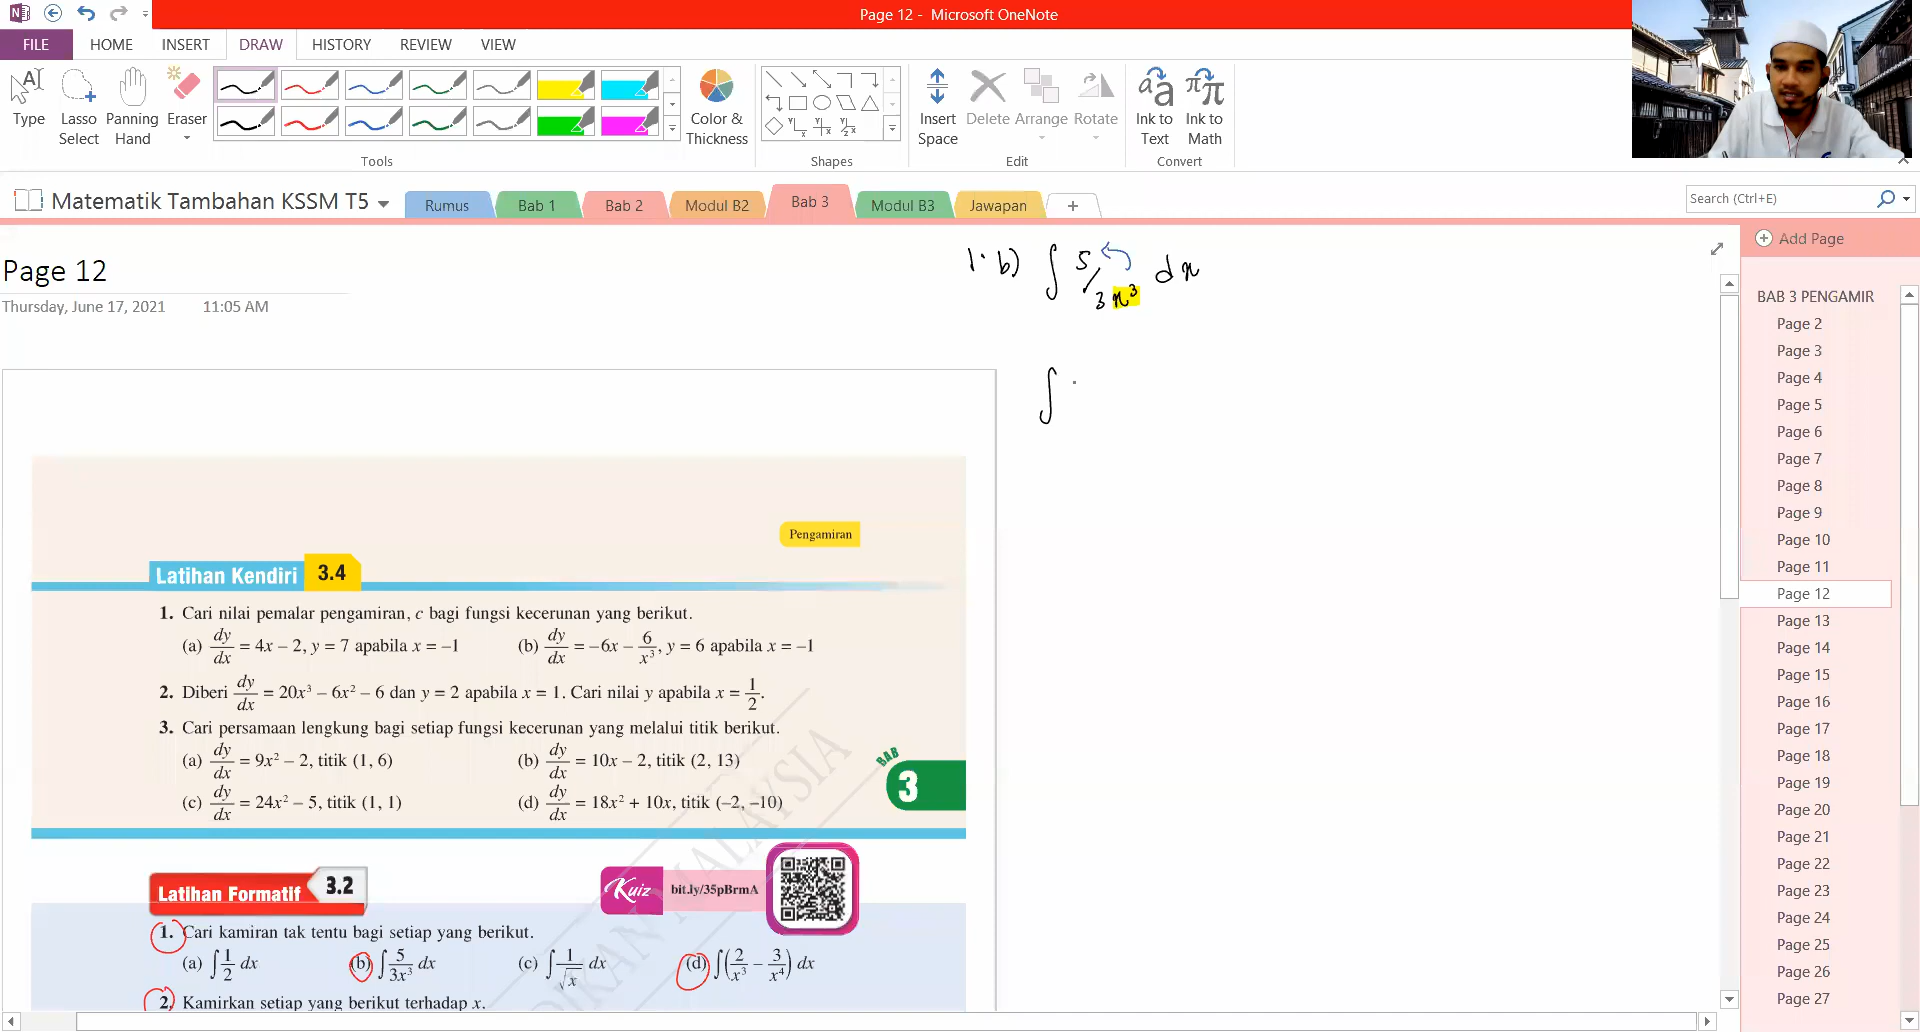 Page 12 - Microsoft OneNote
FILE HOME INSERT DRAW HISTORY REVIEW VIEW
Type
Lasso Select
Panning Hand
Eraser
Color & Thickness
Insert Space
Delete
Arrange
Rotate
Ink to Text
Ink to Math
Tools
Shapes
Edit
Convert
Matematik Tambahan KSSM T5
Rumus Bab 1 Bab 2 Modul B2 Bab 3 Modul B3 Jawapan +
Search (Ctrl+E)
Page 12
Thursday, June 17, 2021 11:05 AM
1. b) ∫ 5/3x³ dx
∫
Pengamiran
Latihan Kendiri 3.4
1. Cari nilai pemalar pengamiran, c bagi fungsi kecerunan yang berikut.
(a) dy/dx = 4x – 2, y = 7 apabila x = –1 (b) dy/dx = –6x – 6/x³, y = 6 apabila x = –1
2. Diberi dy/dx = 20x³ – 6x² – 6 dan y = 2 apabila x = 1. Cari nilai y apabila x = 1/2.
3. Cari persamaan lengkung bagi setiap fungsi kecerunan yang melalui titik berikut.
(a) dy/dx = 9x² – 2, titik (1, 6) (b) dy/dx = 10x – 2, titik (2, 13)
(c) dy/dx = 24x² – 5, titik (1, 1) (d) dy/dx = 18x² + 10x, titik (–2, –10)
BAB 3
Latihan Formatif 3.2
Kuiz bit.ly/35pBrmA
1. Cari kamiran tak tentu bagi setiap yang berikut.
(a) ∫ 1/2 dx (b) ∫ 5/3x³ dx (c) ∫ 1/√x dx (d) ∫ (2/x³ – 3/x⁴) dx
2. Kamirkan setiap yang berikut terhadap x.
Add Page
BAB 3 PENGAMIR
Page 2
Page 3
Page 4
Page 5
Page 6
Page 7
Page 8
Page 9
Page 10
Page 11
Page 12
Page 13
Page 14
Page 15
Page 16
Page 17
Page 18
Page 19
Page 20
Page 21
Page 22
Page 23
Page 24
Page 25
Page 26
Page 27